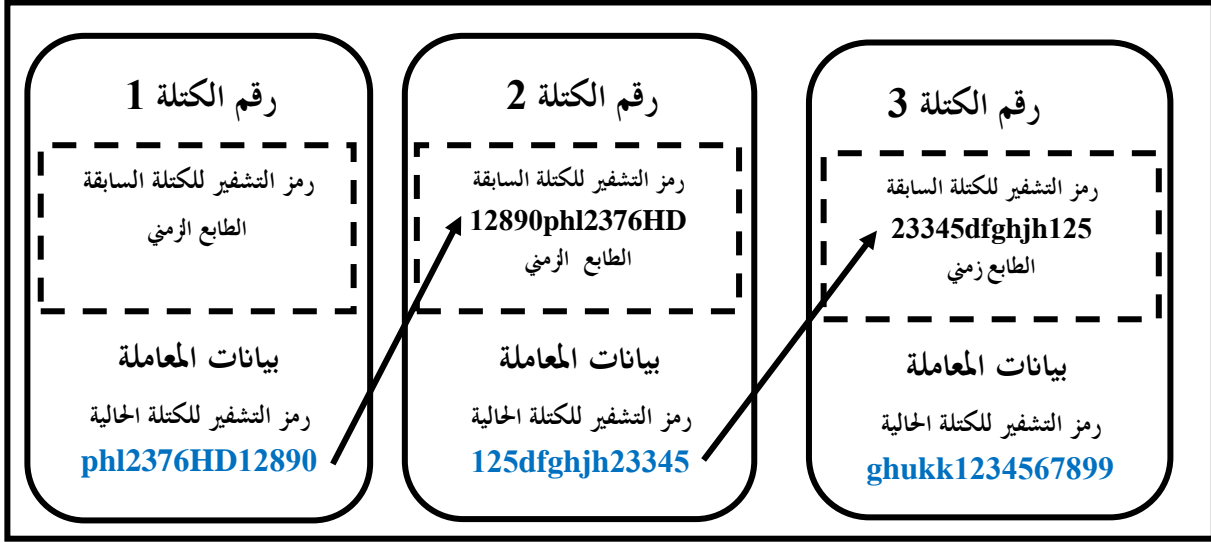 رقم الكتلة 1
رمز التشفير للكتلة السابقة
الطابع الزمني
بيانات المعاملة
رمز التشفير للكتلة الحالية
phl2376HD12890
رقم الكتلة 2
رمز التشفير للكتلة السابقة
12890phl2376HD
الطابع الزمني
بيانات المعاملة
رمز التشفير للكتلة الحالية
125dfghjh23345
رقم الكتلة 3
رمز التشفير للكتلة السابقة
23345dfghjh125
الطابع زمني
بيانات المعاملة
رمز التشفير للكتلة الحالية
ghukk1234567899